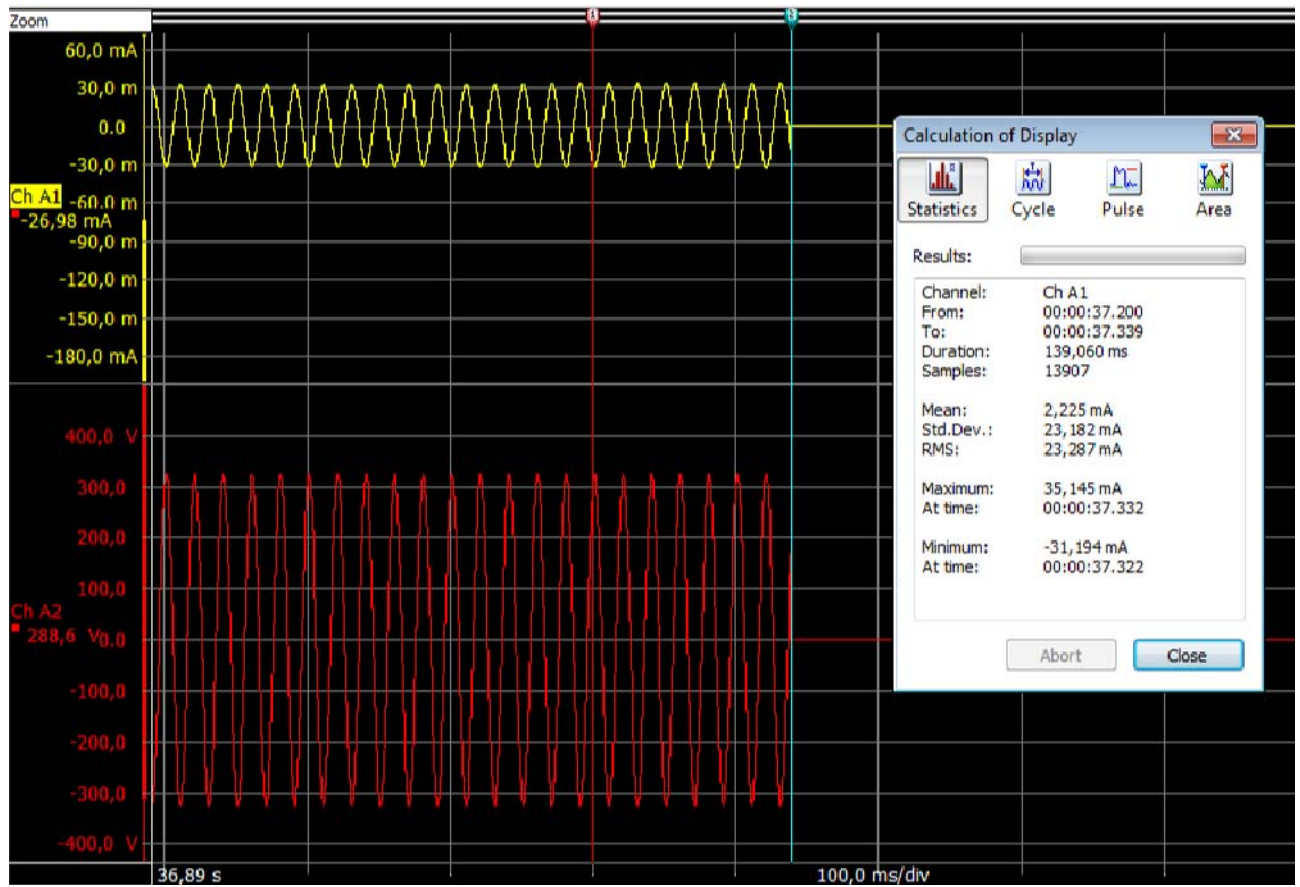 Zoom
1
2
60,0 mA
30,0 m
0.0
-30,0 m
Ch A1
-60.0 m
-26,98 mA
-90,0 m
-120,0 m
-150,0 m
-180,0 mA
400,0 V
300,0
200,0
100,0
Ch A2
288,6 V
0.0
-100,0
-200,0
-300,0
-400,0 V
36,89 s
100,0 ms/div
Calculation of Display
Statistics Cycle Pulse Area
Results:
Channel: Ch A1
From: 00:00:37.200
To: 00:00:37.339
Duration: 139,060 ms
Samples: 13907
Mean: 2,225 mA
Std.Dev.: 23,182 mA
RMS: 23,287 mA
Maximum: 35,145 mA
At time: 00:00:37.332
Minimum: -31,194 mA
At time: 00:00:37.322
Abort Close